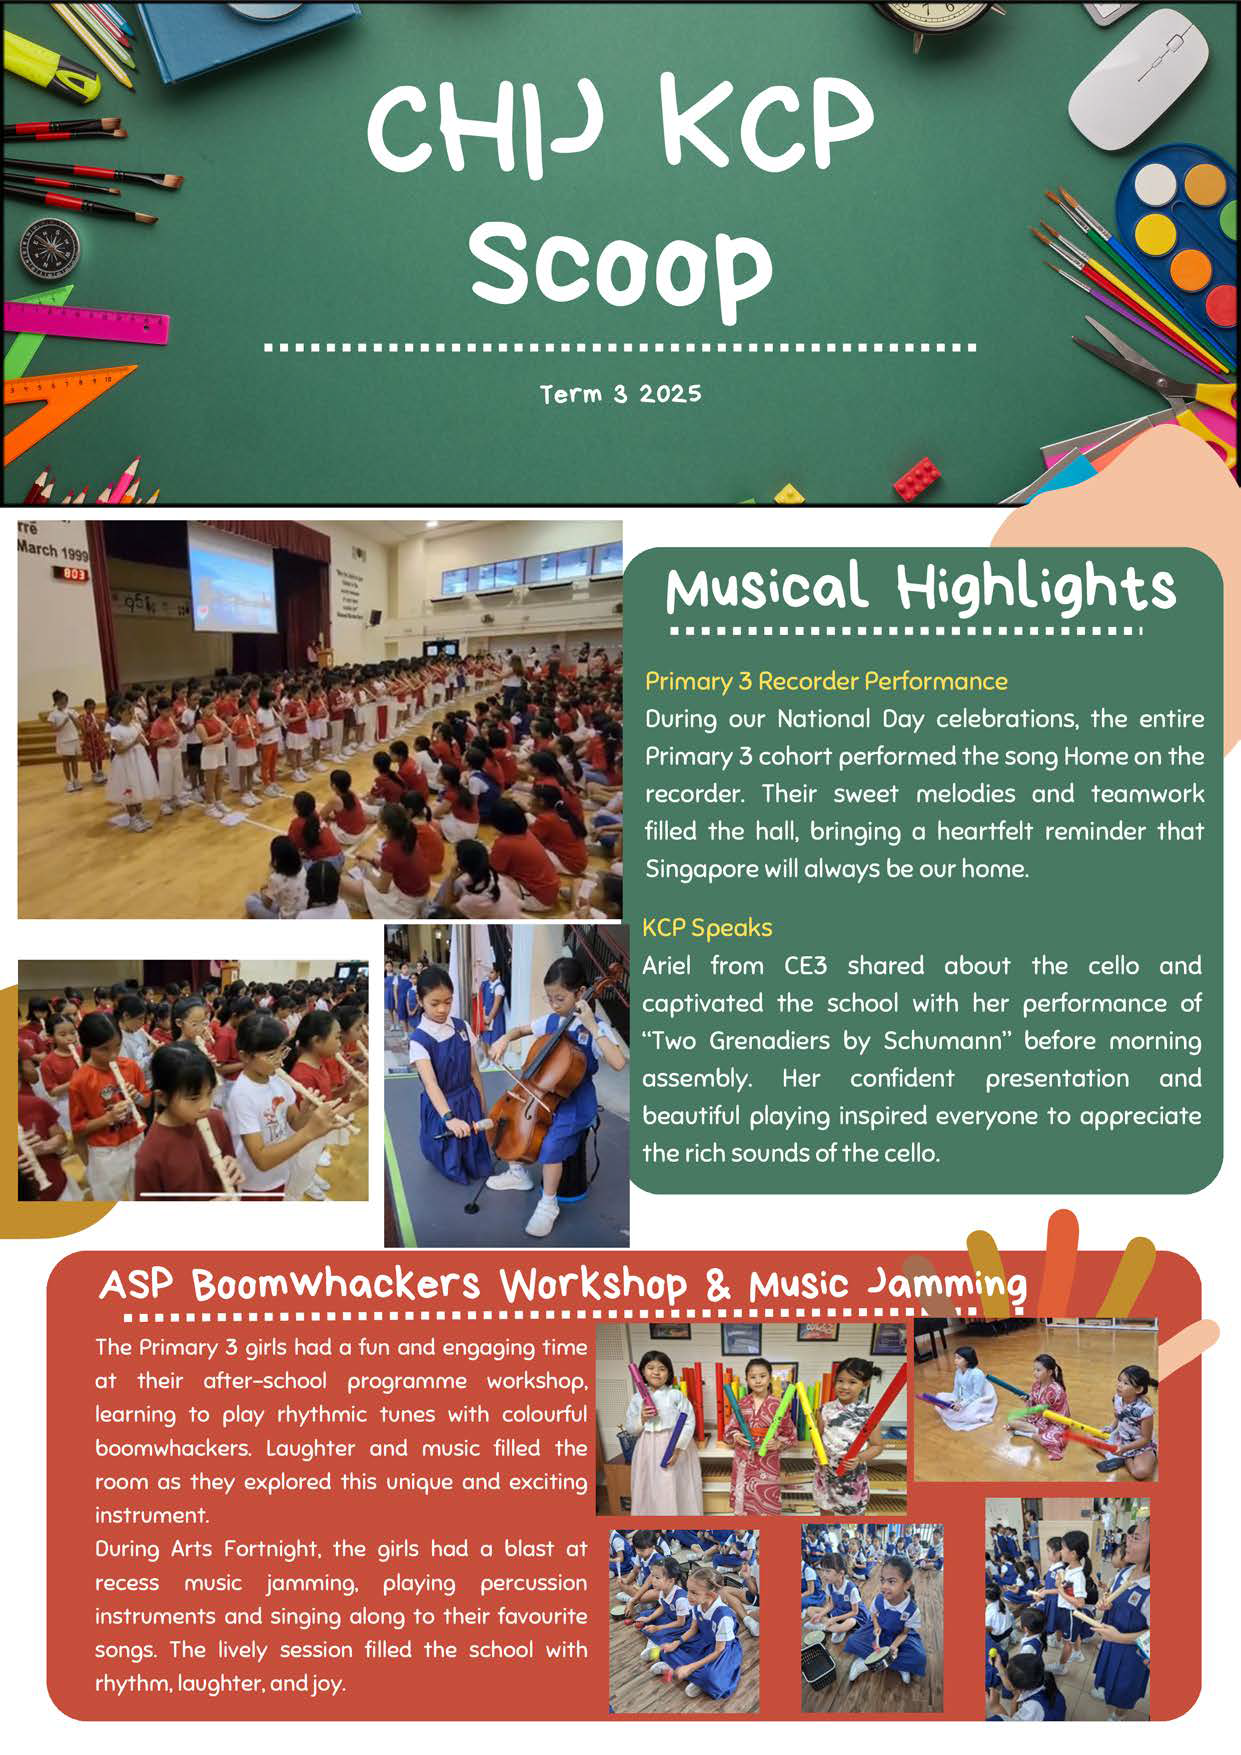 CHIJ KCP
Scoop
Term 3 2025
rré
March 1999
803
Musical Highlights
Primary 3 Recorder Performance
During our National Day celebrations, the entire
Primary 3 cohort performed the song Home on the
recorder. Their sweet melodies and teamwork
filled the hall, bringing a heartfelt reminder that
Singapore will always be our home.
KCP Speaks
Ariel from CE3 shared about the cello and
captivated the school with her performance of
“Two Grenadiers by Schumann” before morning
assembly. Her confident presentation and
beautiful playing inspired everyone to appreciate
the rich sounds of the cello.
ASP Boomwhackers Workshop & Music Jamming
The Primary 3 girls had a fun and engaging time
at their after-school programme workshop,
learning to play rhythmic tunes with colourful
boomwhackers. Laughter and music filled the
room as they explored this unique and exciting
instrument.
During Arts Fortnight, the girls had a blast at
recess music jamming, playing percussion
instruments and singing along to their favourite
songs. The lively session filled the school with
rhythm, laughter, and joy.